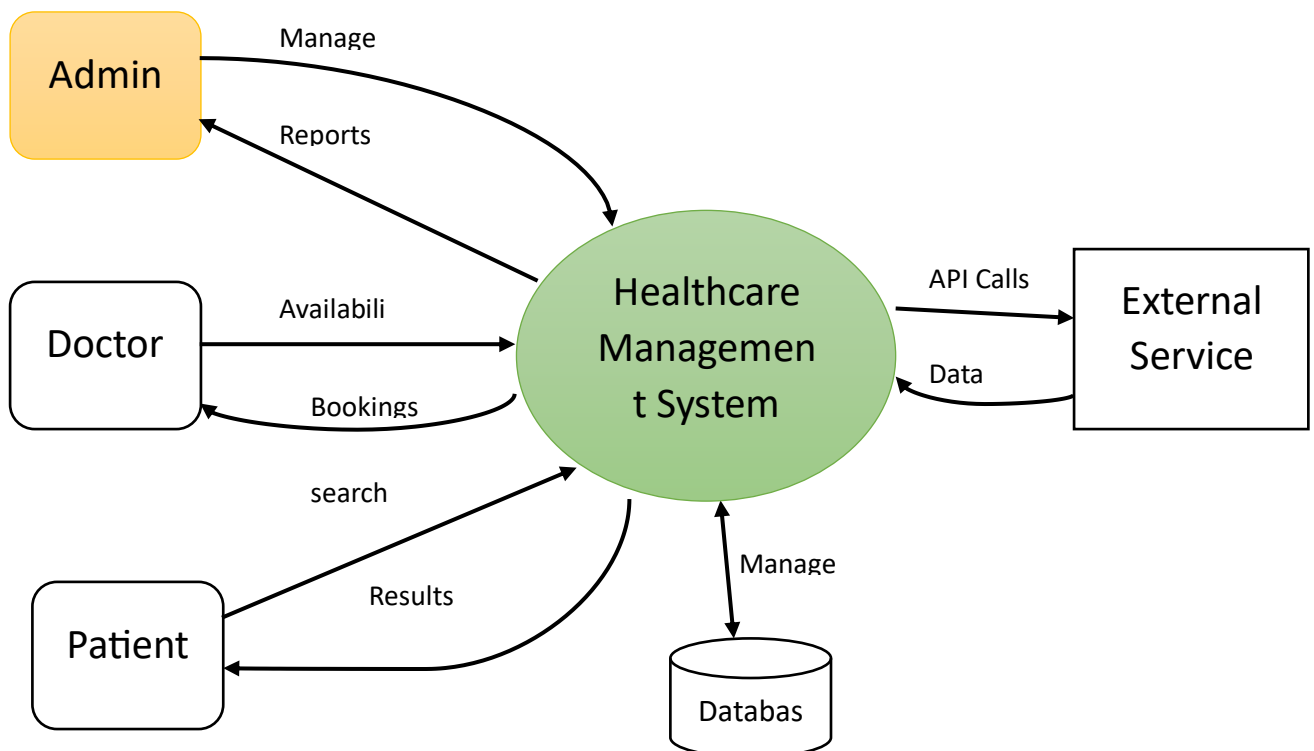 Manage
Admin
Reports
Healthcare
Managemen
t System
API Calls
External
Service
Availabili
Doctor
Data
Bookings
search
Manage
Results
Patient
Databas